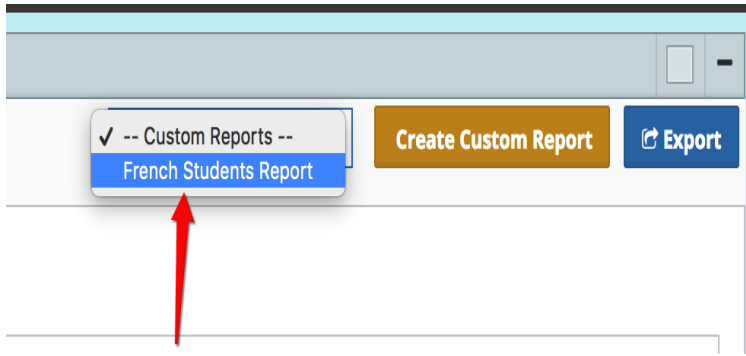 ✓ -- Custom Reports --
French Students Report
Create Custom Report
Export